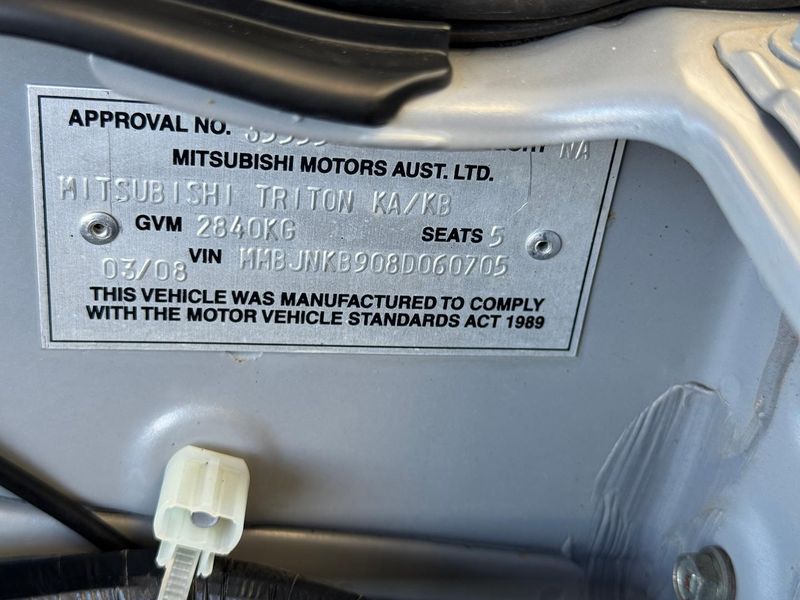 APPROVAL NO. NA
MITSUBISHI MOTORS AUST. LTD.
MITSUBISHI TRITON KA/KB
GVM 2840KG SEATS 5
03/08 VIN MMBJNKB908D060705
THIS VEHICLE WAS MANUFACTURED TO COMPLY
WITH THE MOTOR VEHICLE STANDARDS ACT 1989